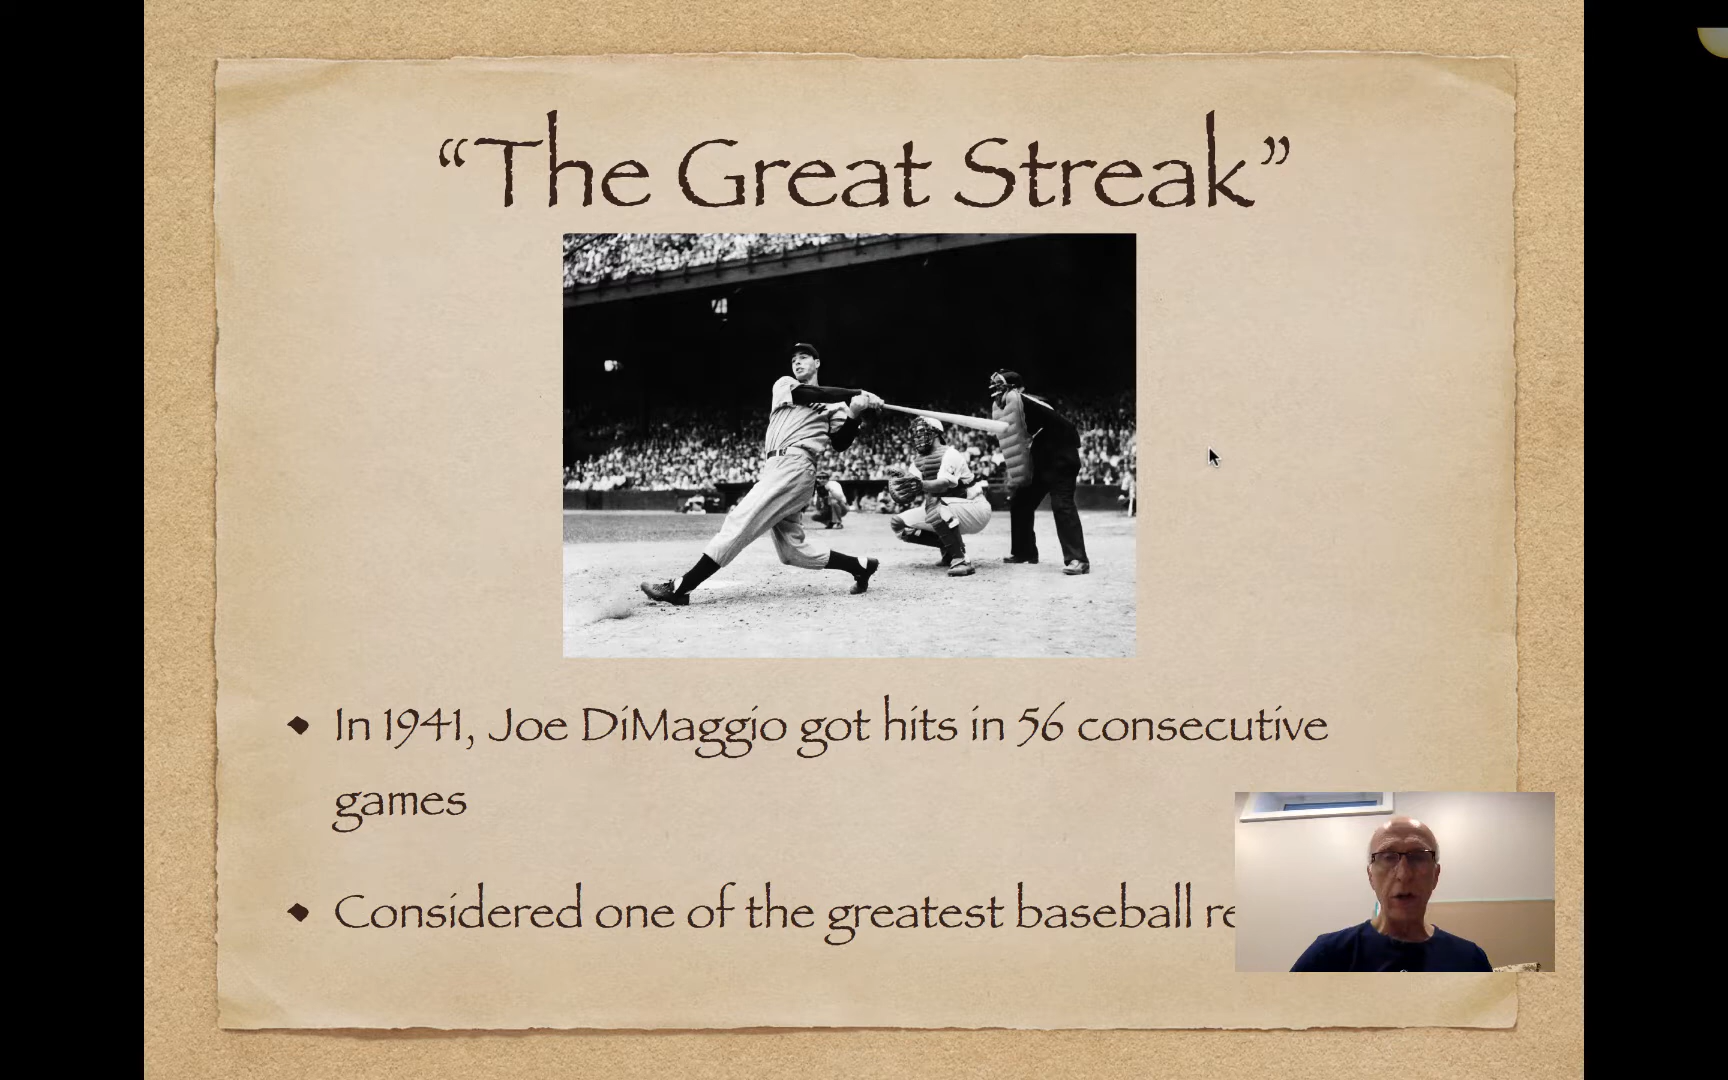 “The Great Streak”
In 1941, Joe DiMaggio got hits in 56 consecutive
games
Considered one of the greatest baseball